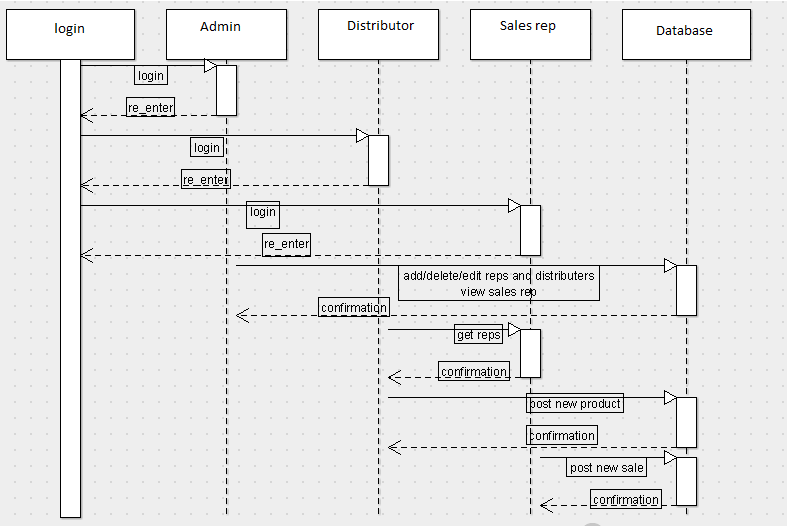 login
Admin
Distributor
Sales rep
Database
login
re_enter
login
re_enter
login
re_enter
add/delete/edit reps and distributers
view sales rep
confirmation
get reps
confirmation
post new product
confirmation
post new sale
confirmation